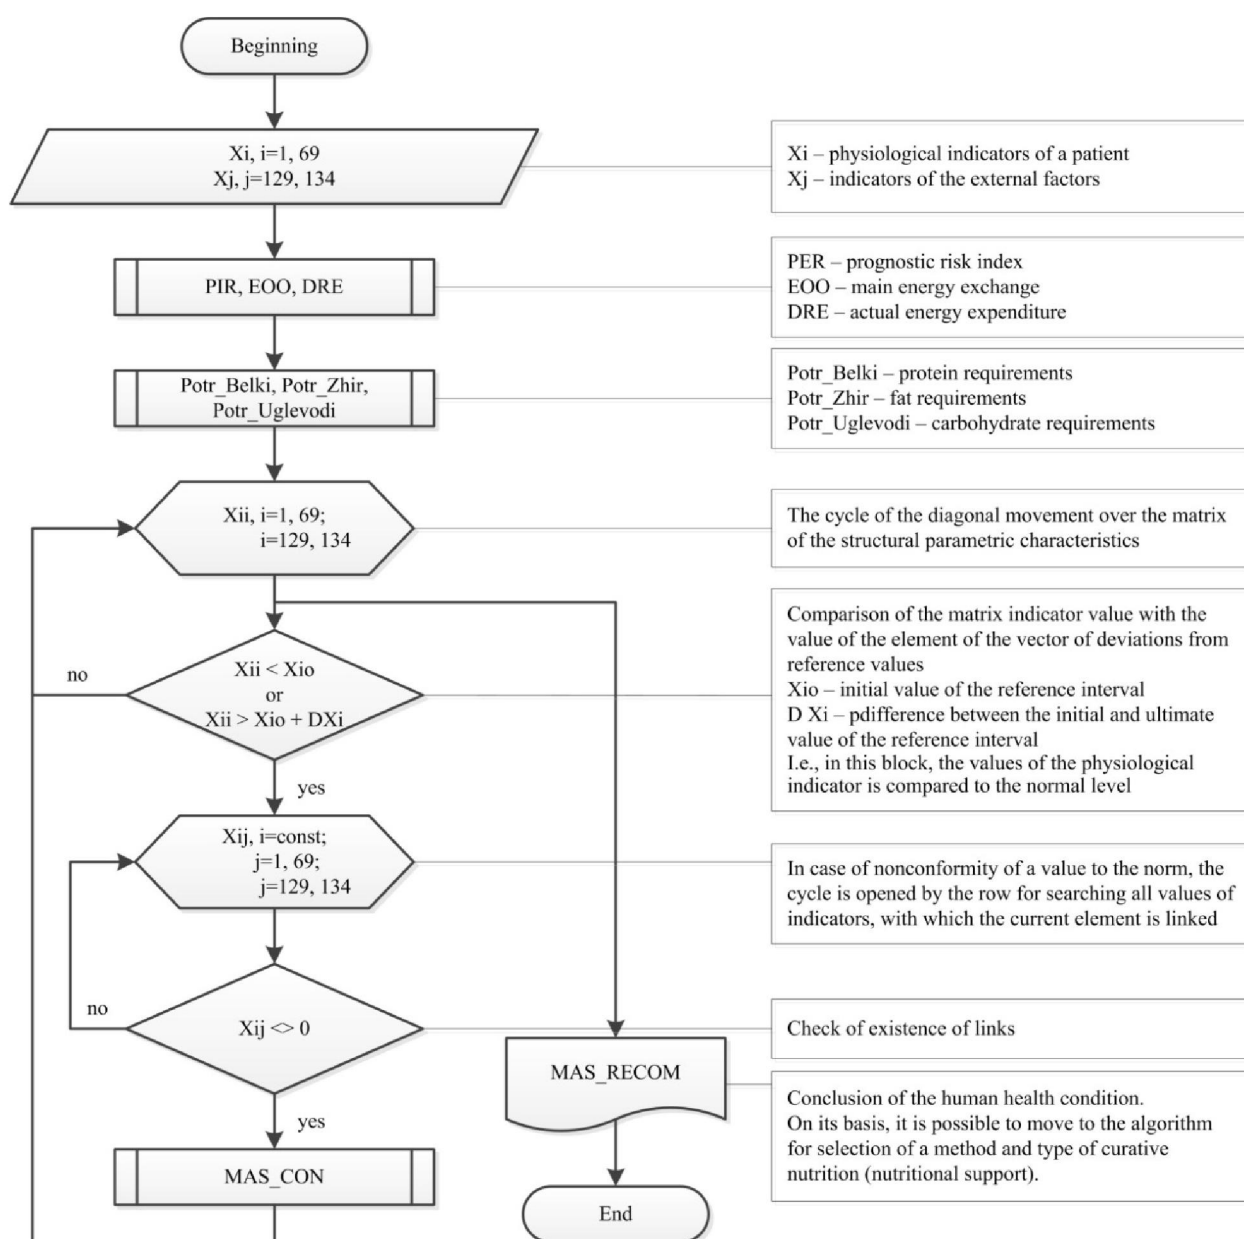 Beginning
Xi, i=1, 69
Xj, j=129, 134
Xi – physiological indicators of a patient
Xj – indicators of the external factors
PIR, EOO, DRE
PER – prognostic risk index
EOO – main energy exchange
DRE – actual energy expenditure
Potr_Belki, Potr_Zhir,
Potr_Uglevodi
Potr_Belki – protein requirements
Potr_Zhir – fat requirements
Potr_Uglevodi – carbohydrate requirements
Xii, i=1, 69;
i=129, 134
The cycle of the diagonal movement over the matrix
of the structural parametric characteristics
no
Xii < Xio
or
Xii > Xio + DXi
yes
Comparison of the matrix indicator value with the
value of the element of the vector of deviations from
reference values
Xio – initial value of the reference interval
D Xi – pdifference between the initial and ultimate
value of the reference interval
I.e., in this block, the values of the physiological
indicator is compared to the normal level
Xij, i=const;
j=1, 69;
j=129, 134
In case of nonconformity of a value to the norm, the
cycle is opened by the row for searching all values of
indicators, with which the current element is linked
no
Xij <> 0
yes
Check of existence of links
MAS_RECOM
Conclusion of the human health condition.
On its basis, it is possible to move to the algorithm
for selection of a method and type of curative
nutrition (nutritional support).
MAS_CON
End